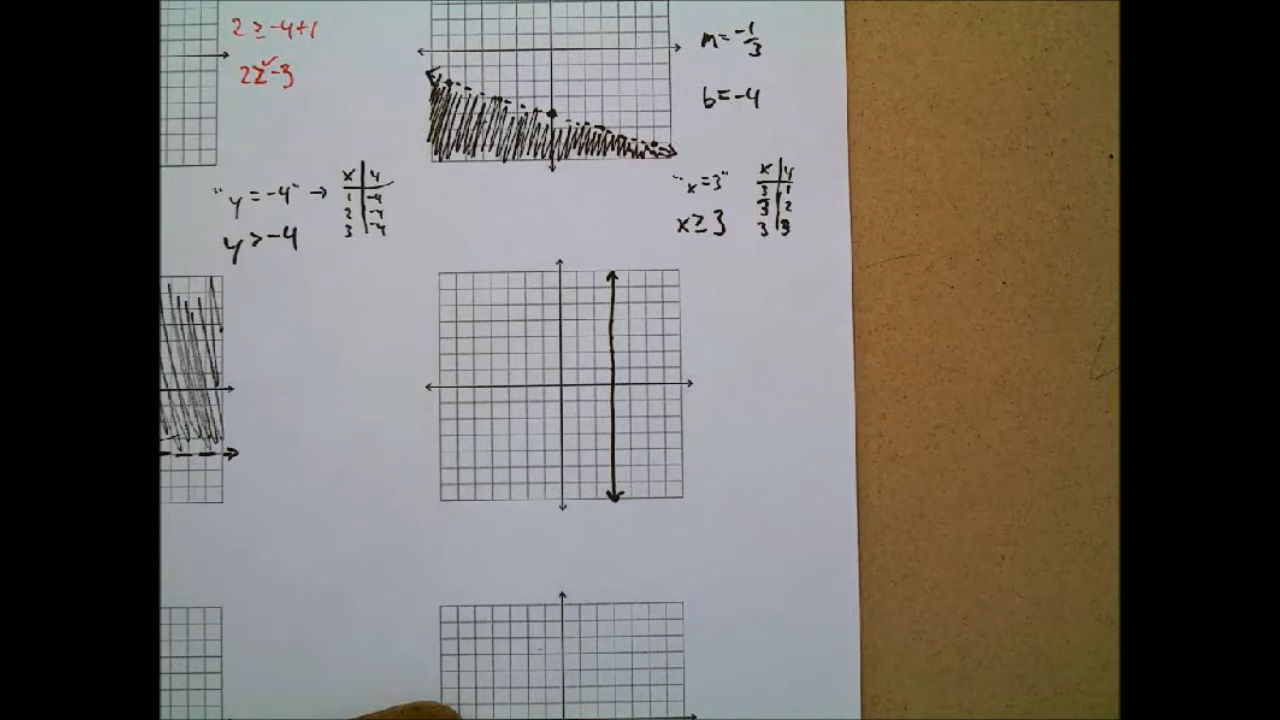 2 ≥ -4+1
2 ≥ -3
m = -1/3
b = -4
"y = -4" →
y > -4
x | y
1 | -4
2 | -4
3 | -4
"x = 3"
x ≥ 3
x | y
3 | 1
3 | 2
3 | 3